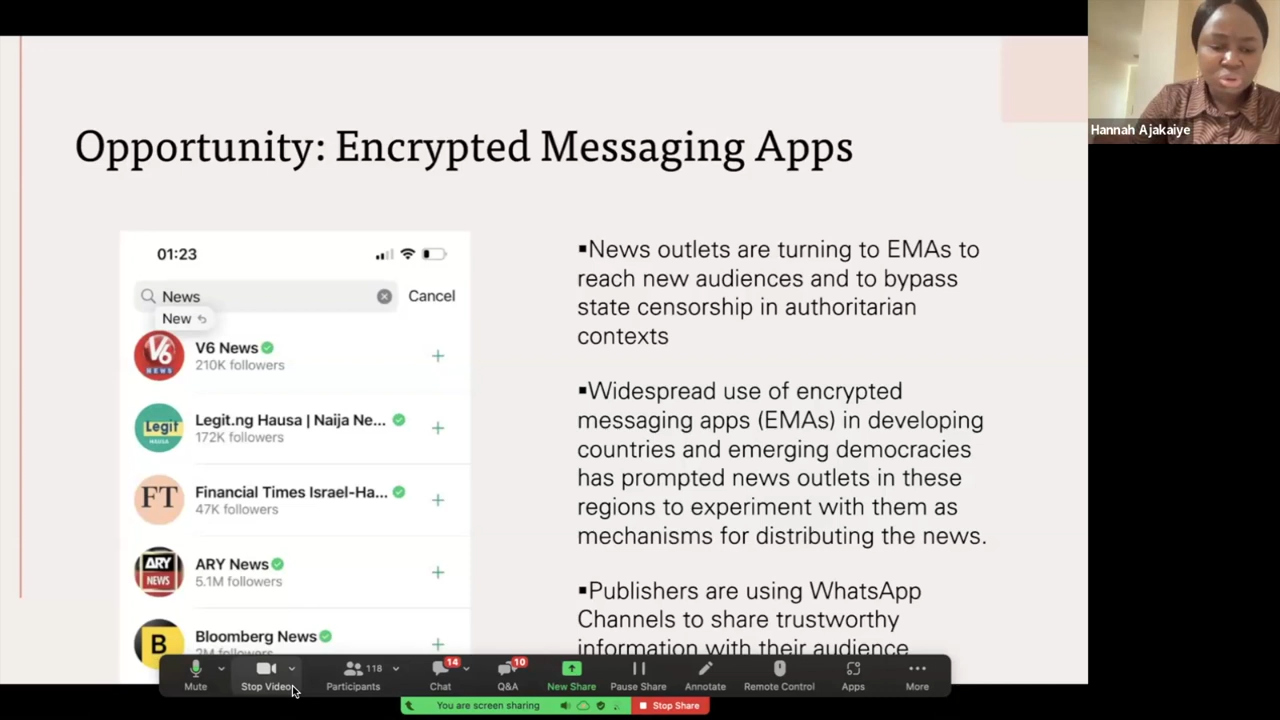 Hannah Ajakaiye
Opportunity: Encrypted Messaging Apps
01:23
News
Cancel
New
V6 News
210K followers
V6
NEWS
Legit.ng Hausa | Naija Ne...
172K followers
Legit
HAUSA
Financial Times Israel-Ha...
47K followers
FT
ARY News
5.1M followers
ARY
NEWS
Bloomberg News
2M followers
B
▪News outlets are turning to EMAs to
reach new audiences and to bypass
state censorship in authoritarian
contexts
▪Widespread use of encrypted
messaging apps (EMAs) in developing
countries and emerging democracies
has prompted news outlets in these
regions to experiment with them as
mechanisms for distributing the news.
▪Publishers are using WhatsApp
Channels to share trustworthy
information with their audience
Mute
Stop Video
Participants
118
Chat
14
Q&A
10
New Share
Pause Share
Annotate
Remote Control
Apps
More
You are screen sharing
Stop Share